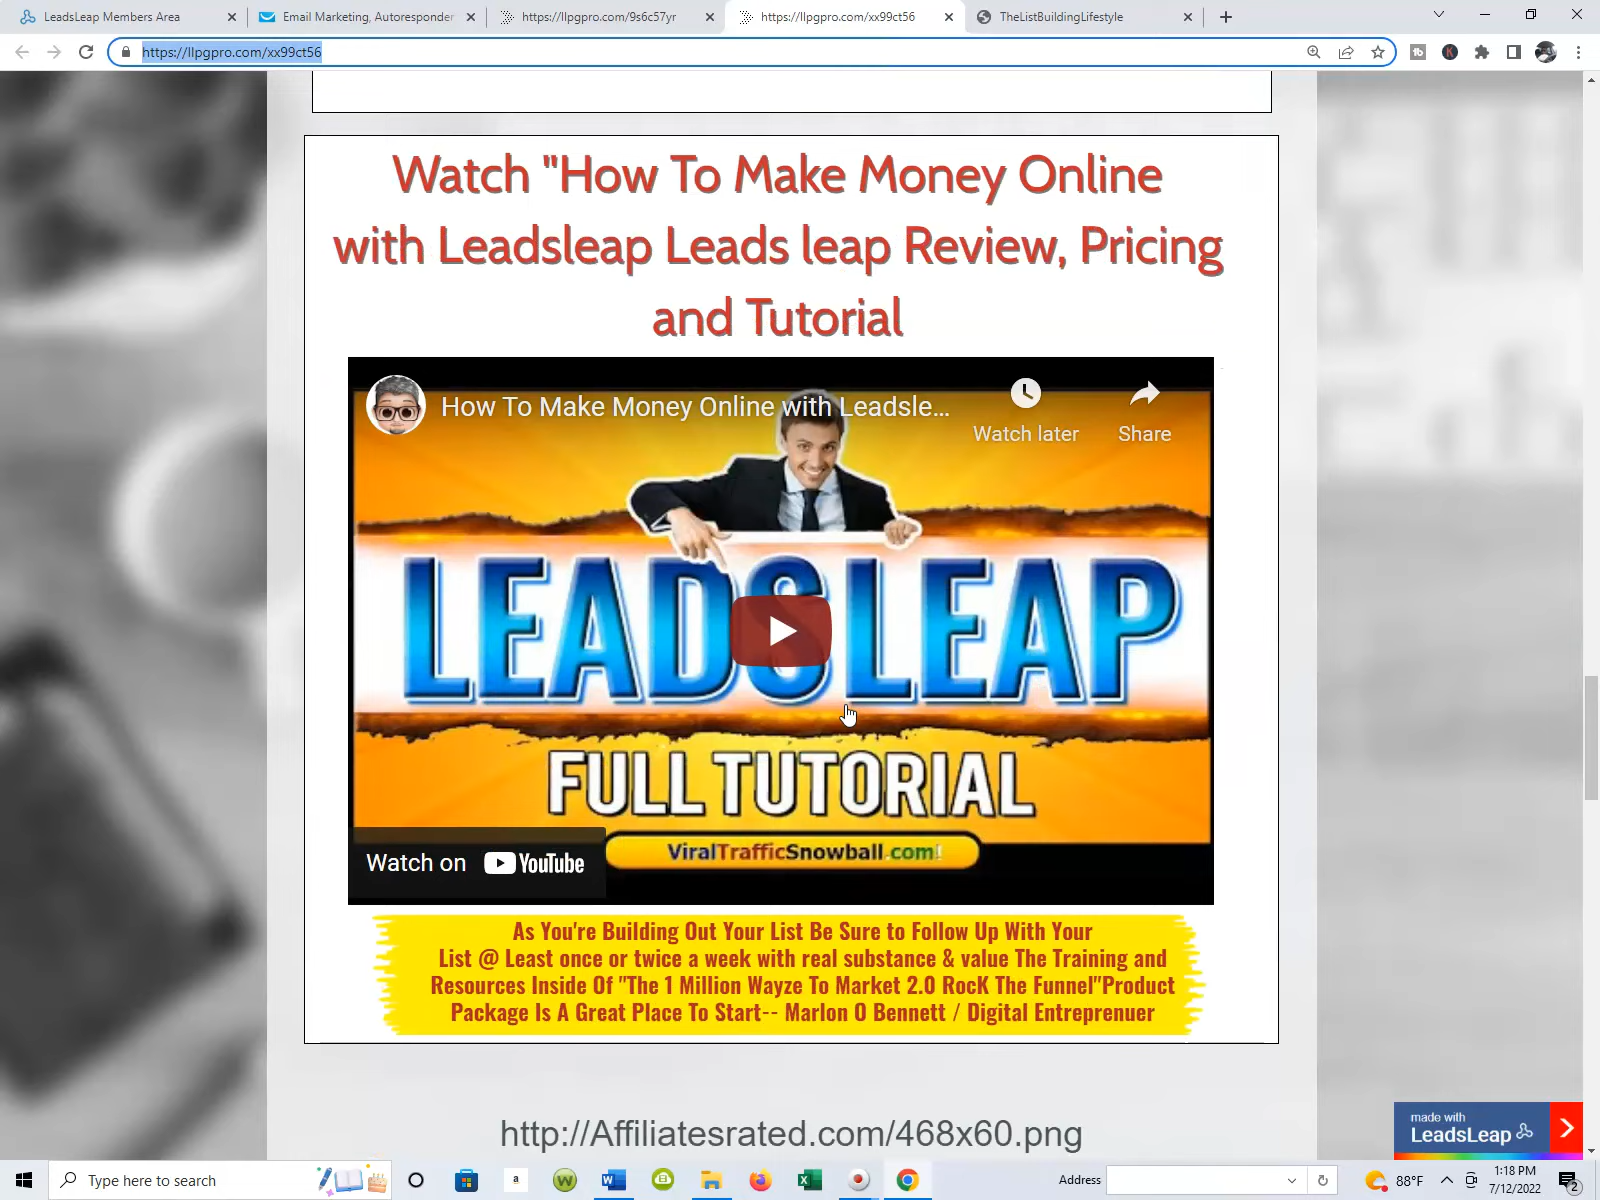 LeadsLeap Members Area
Email Marketing, Autoresponder
https://llpgpro.com/9s6c57yr
https://llpgpro.com/xx99ct56
TheListBuildingLifestyle
https://llpgpro.com/xx99ct56
Watch "How To Make Money Online
with Leadsleap Leads leap Review, Pricing
and Tutorial
How To Make Money Online with Leadsle...
Watch later
Share
LEADSLEAP
FULL TUTORIAL
Watch on YouTube
ViralTrafficSnowball.com!
As You're Building Out Your List Be Sure to Follow Up With Your
List @ Least once or twice a week with real substance & value The Training and
Resources Inside Of "The 1 Million Wayze To Market 2.0 RocK The Funnel"Product
Package Is A Great Place To Start-- Marlon O Bennett / Digital Entreprenuer
http://Affiliatesrated.com/468x60.png
made with
LeadsLeap
Type here to search
Address
88°F
1:18 PM
7/12/2022
2